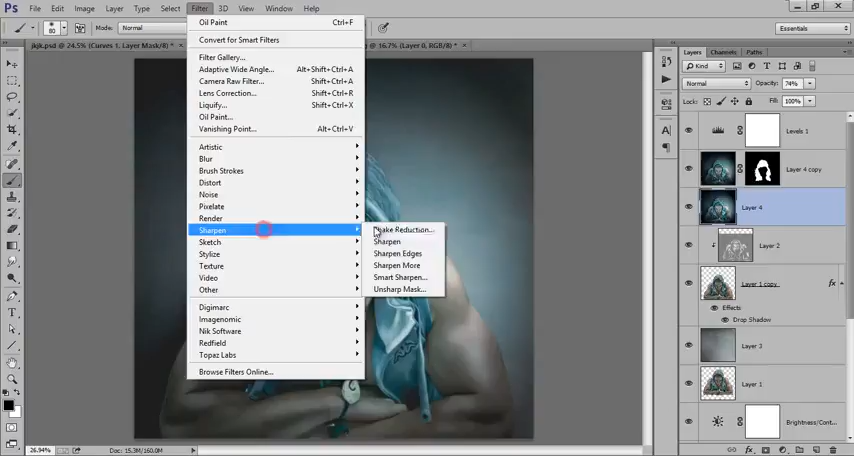 Ps File Edit Image Layer Type Select Filter 3D View Window Help
80 Mode: Normal Essentials
jkjk.psd @ 24.5% (Curves 1, Layer Mask/8) * @ 16.7% (Layer 0, RGB/8) *
Oil Paint Ctrl+F
Convert for Smart Filters
Filter Gallery...
Adaptive Wide Angle... Alt+Shift+Ctrl+A
Camera Raw Filter... Shift+Ctrl+A
Lens Correction... Shift+Ctrl+R
Liquify... Shift+Ctrl+X
Oil Paint...
Vanishing Point... Alt+Ctrl+V
Artistic
Blur
Brush Strokes
Distort
Noise
Pixelate
Render
Sharpen
Sketch
Stylize
Texture
Video
Other
Digimarc
Imagenomic
Nik Software
Redfield
Topaz Labs
Browse Filters Online...
Shake Reduction...
Sharpen
Sharpen Edges
Sharpen More
Smart Sharpen...
Unsharp Mask...
Layers Channels Paths
Kind
Normal Opacity: 74%
Lock: Fill: 100%
Levels 1
Layer 4 copy
Layer 4
Layer 2
Layer 1 copy fx
Effects
Drop Shadow
Layer 3
Layer 1
Brightness/Cont...
26.94% Doc: 15.3M/160.0M